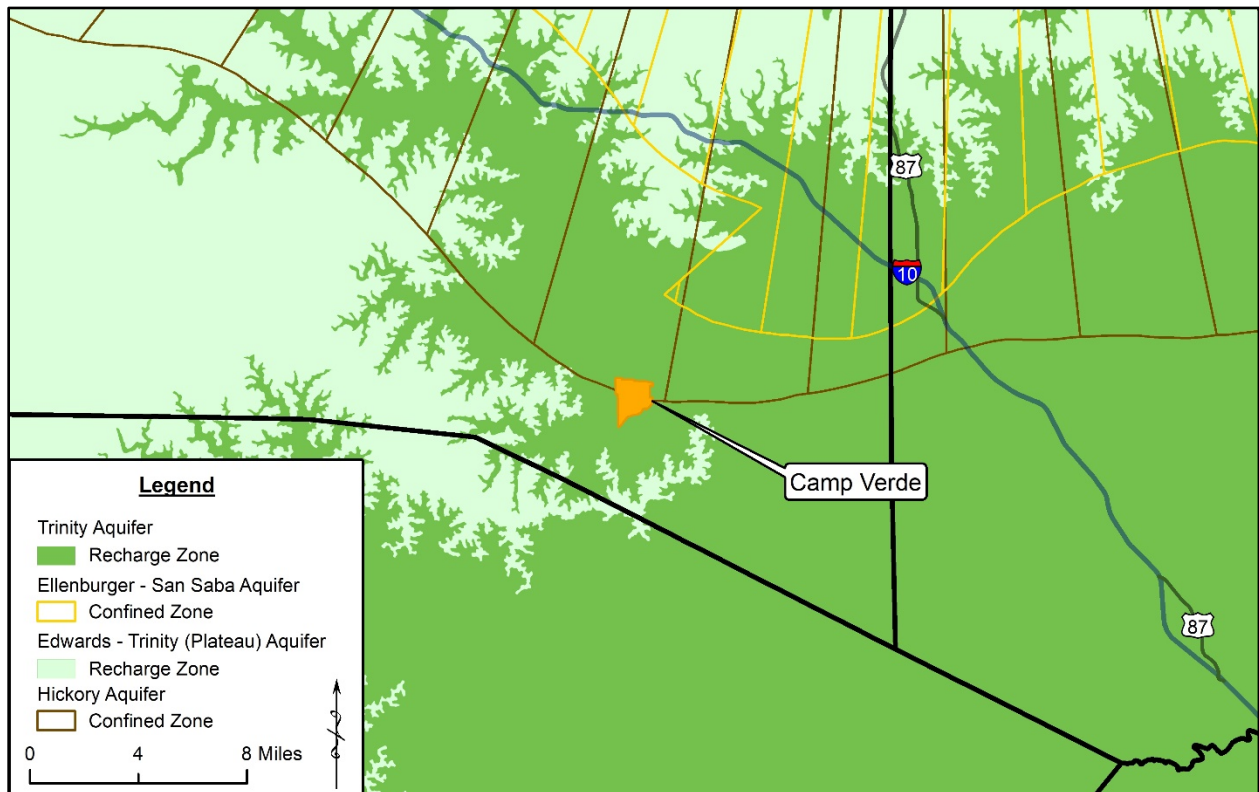 87
10
Camp Verde
Legend
Trinity Aquifer
Recharge Zone
Ellenburger - San Saba Aquifer
Confined Zone
Edwards - Trinity (Plateau) Aquifer
Recharge Zone
Hickory Aquifer
Confined Zone
0 4 8 Miles
87